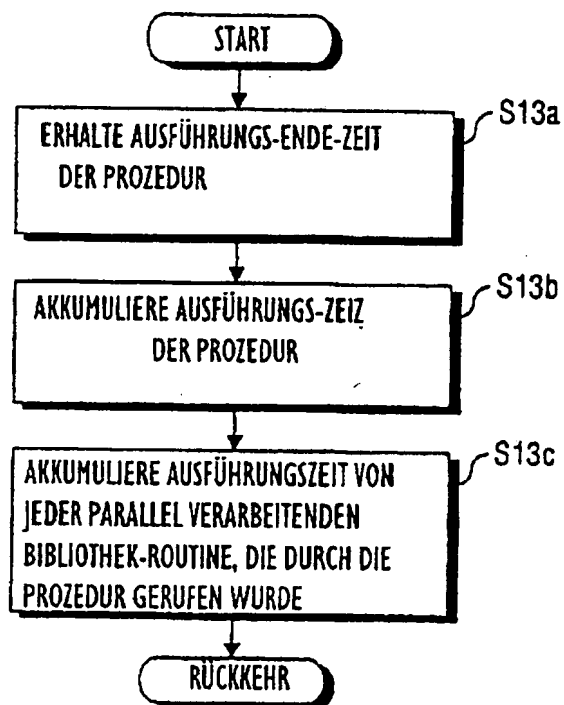 START
ERHALTE AUSFÜHRUNGS-ENDE-ZEIT
DER PROZEDUR
S13a
AKKUMULIERE AUSFÜHRUNGS-ZEIZ
DER PROZEDUR
S13b
AKKUMULIERE AUSFÜHRUNGSZEIT VON
JEDER PARALLEL VERARBEITENDEN
BIBLIOTHEK-ROUTINE, DIE DURCH DIE
PROZEDUR GERUFEN WURDE
S13c
RÜCKKEHR